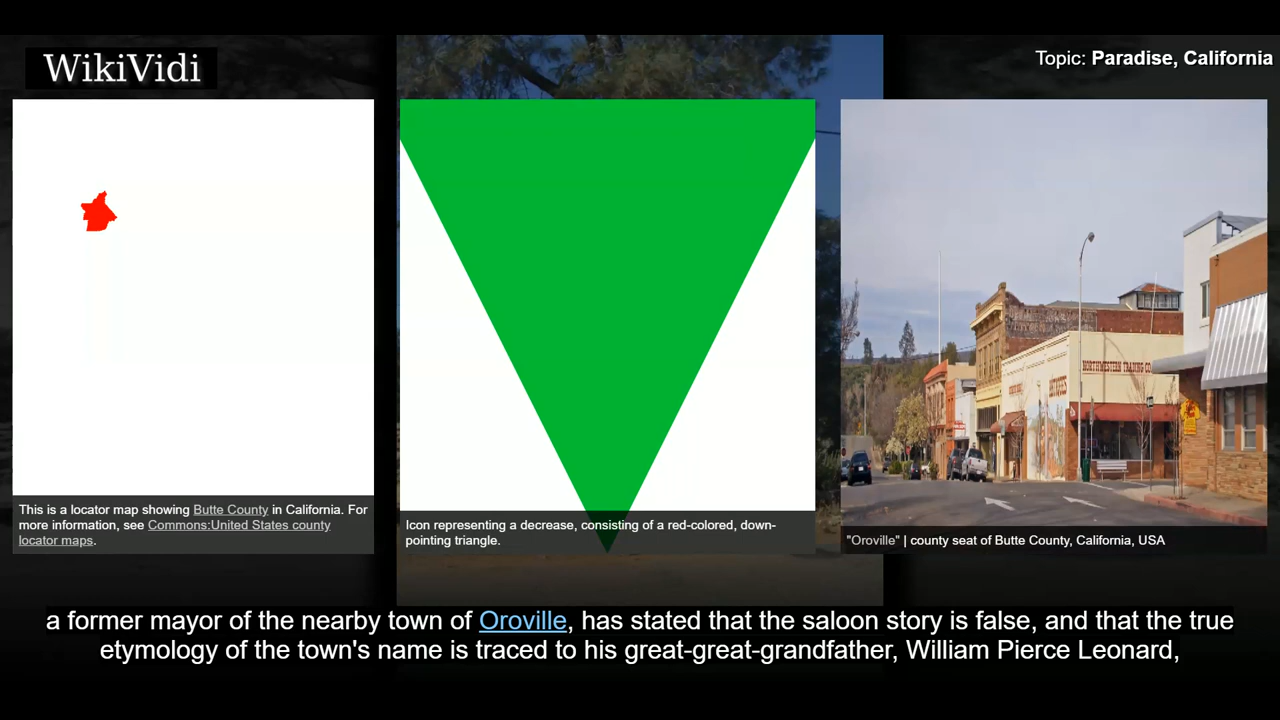 WikiVidi
Topic: Paradise, California
NORTHWESTERN TRADING CO
This is a locator map showing Butte County in California. For
more information, see Commons:United States county
locator maps.
Icon representing a decrease, consisting of a red-colored, down-
pointing triangle.
"Oroville" | county seat of Butte County, California, USA
a former mayor of the nearby town of Oroville, has stated that the saloon story is false, and that the true
etymology of the town's name is traced to his great-great-grandfather, William Pierce Leonard,